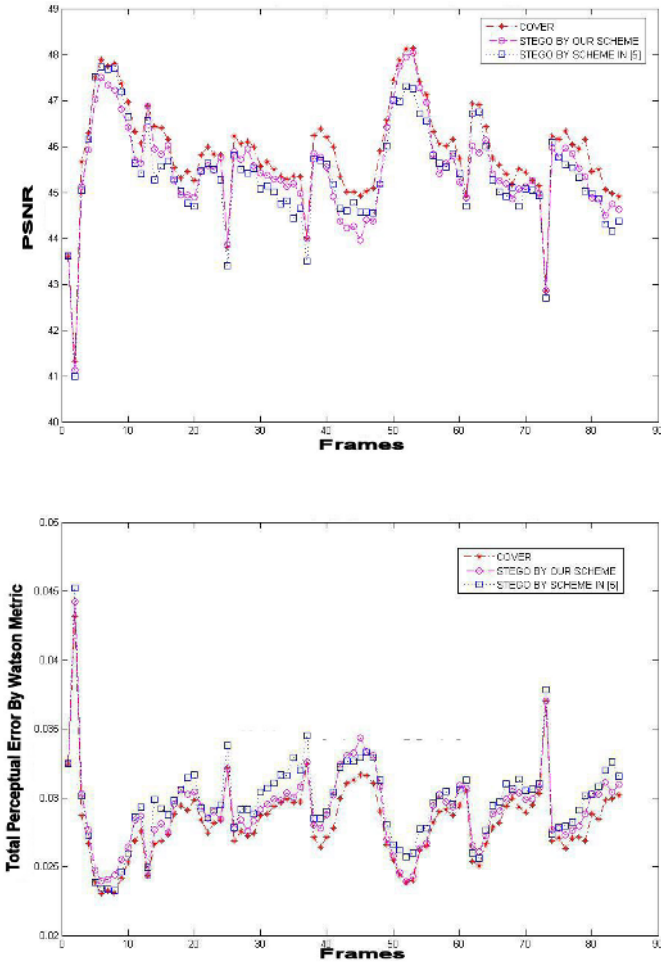 49
48
47
46
45
44
43
42
41
40
PSNR
COVER
STEGO BY OUR SCHEME
STEGO BY SCHEME IN [5]
0 10 20 30 40 50 60 70 80 90
Frames
0.05
0.045
0.04
0.035
0.03
0.025
0.02
Total Perceptual Error By Watson Metric
COVER
STEGO BY OUR SCHEME
STEGO BY SCHEME IN [5]
0 10 20 30 40 50 60 70 80 90
Frames